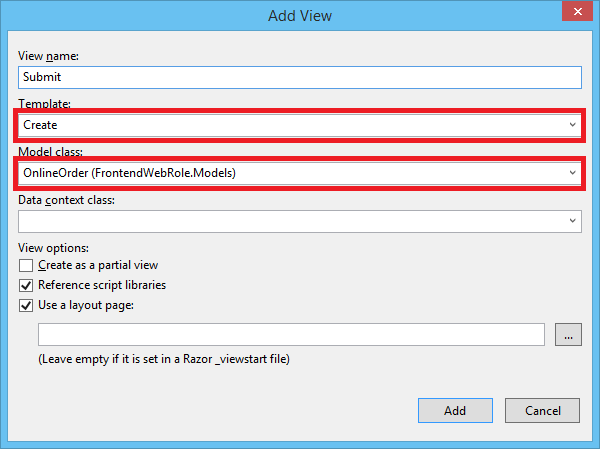 Add View
View name:
Submit
Template:
Create
Model class:
OnlineOrder (FrontendWebRole.Models)
Data context class:
View options:
Create as a partial view
Reference script libraries
Use a layout page:
...
(Leave empty if it is set in a Razor _viewstart file)
Add Cancel